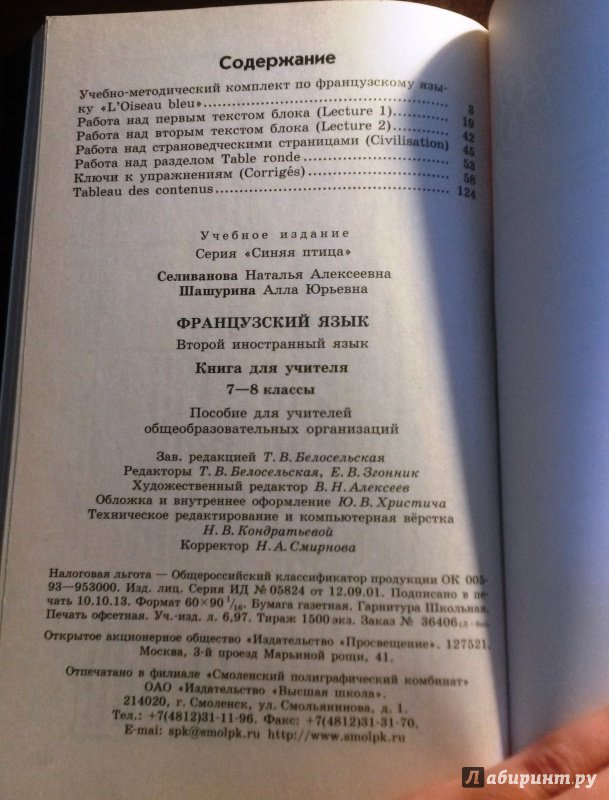 Содержание
Учебно-методический комплект по французскому язы-
ку «L'Oiseau bleu» 3
Работа над первым текстом блока (Lecture 1) 19
Работа над вторым текстом блока (Lecture 2) 42
Работа над страноведческими страницами (Civilisation) 45
Работа над разделом Table ronde 53
Ключи к упражнениям (Corrigés) 58
Tableau des contenus 124
Учебное издание
Серия «Синяя птица»
Селиванова Наталья Алексеевна
Шашурина Алла Юрьевна
ФРАНЦУЗСКИЙ ЯЗЫК
Второй иностранный язык
Книга для учителя
7—8 классы
Пособие для учителей
общеобразовательных организаций
Зав. редакцией Т. В. Белосельская
Редакторы Т. В. Белосельская, Е. В. Згонник
Художественный редактор В. Н. Алексеев
Обложка и внутреннее оформление Ю. В. Христича
Техническое редактирование и компьютерная вёрстка
Н. В. Кондратьевой
Корректор Н. А. Смирнова
Налоговая льгота — Общероссийский классификатор продукции ОК 005-
93—953000. Изд. лиц. Серия ИД № 05824 от 12.09.01. Подписано в пе-
чать 10.10.13. Формат 60×90 1/16. Бумага газетная. Гарнитура Школьная.
Печать офсетная. Уч.-изд. л. 6,97. Тираж 1500 экз. Заказ № 36406
Открытое акционерное общество «Издательство «Просвещение». 127521,
Москва, 3-й проезд Марьиной рощи, 41.
Отпечатано в филиале «Смоленский полиграфический комбинат»
ОАО «Издательство «Высшая школа».
214020, г. Смоленск, ул. Смольянинова, д. 1.
Тел.: +7(4812)31-11-96. Факс: +7(4812)31-31-70.
E-mai: spk@smolpk.ru http://www.smolpk.ru
Лабиринт.ру